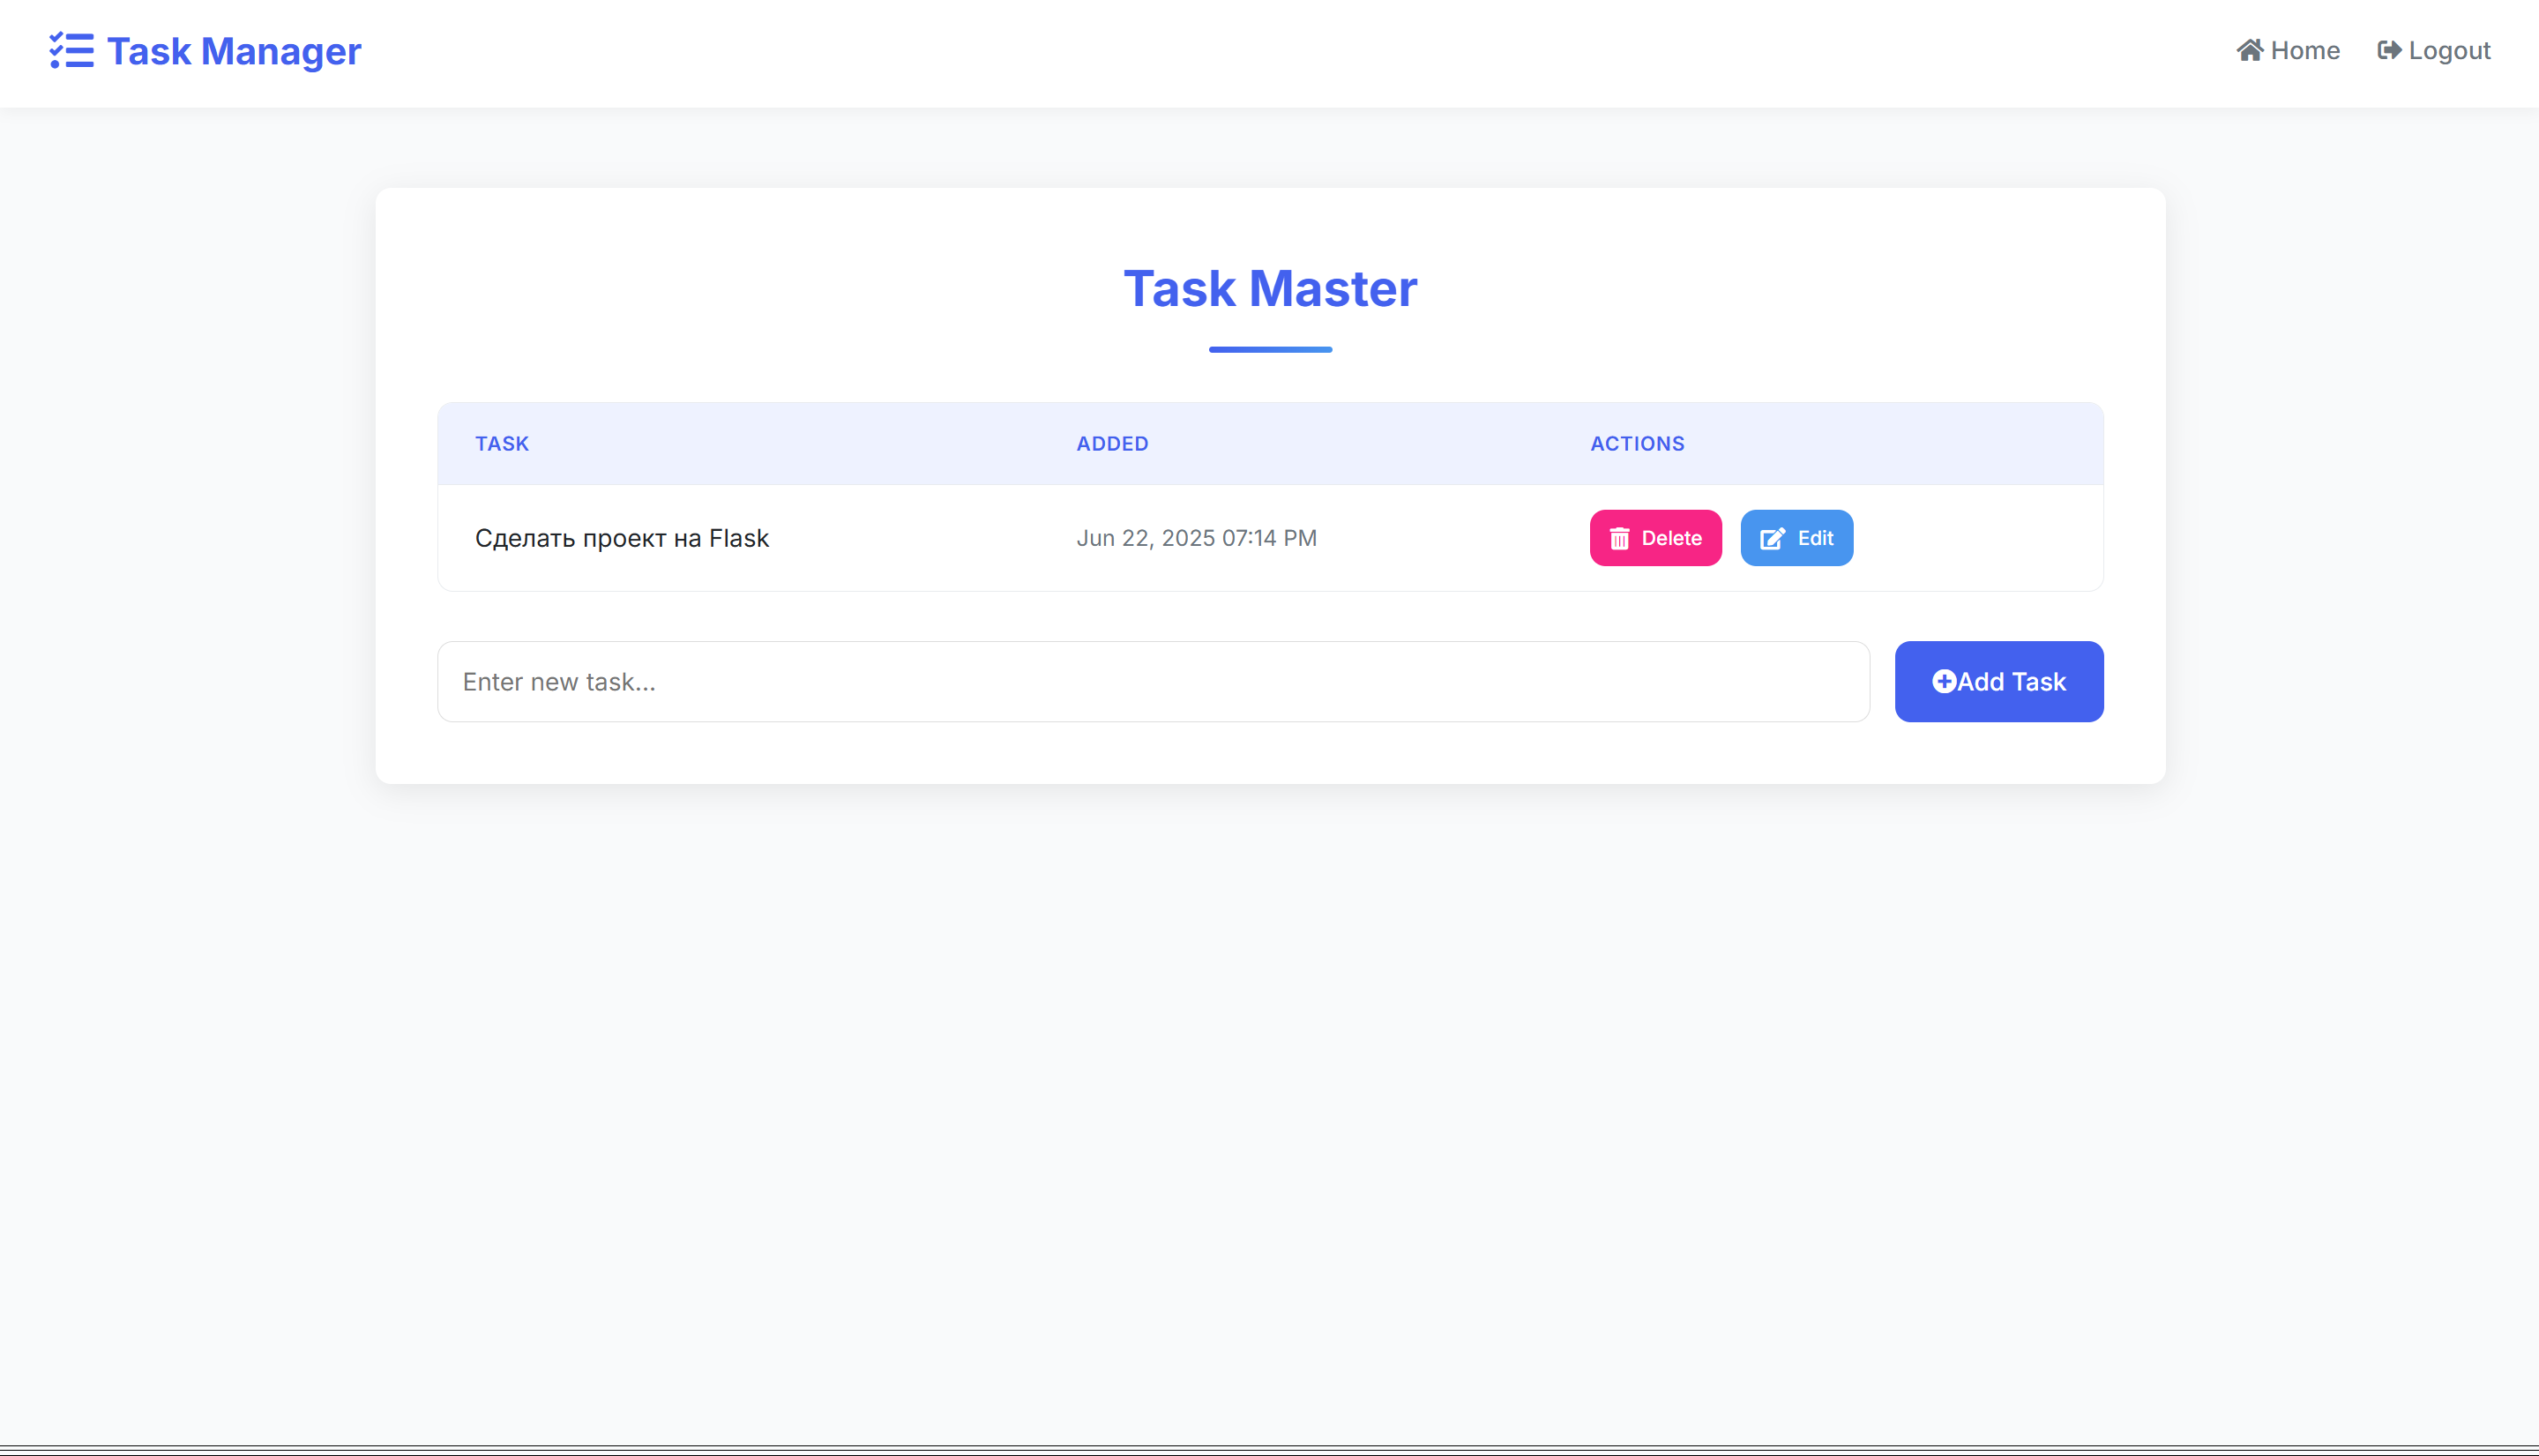 Task Manager
Home Logout
Task Master
TASK ADDED ACTIONS
Сделать проект на Flask Jun 22, 2025 07:14 PM Delete Edit
Enter new task... Add Task